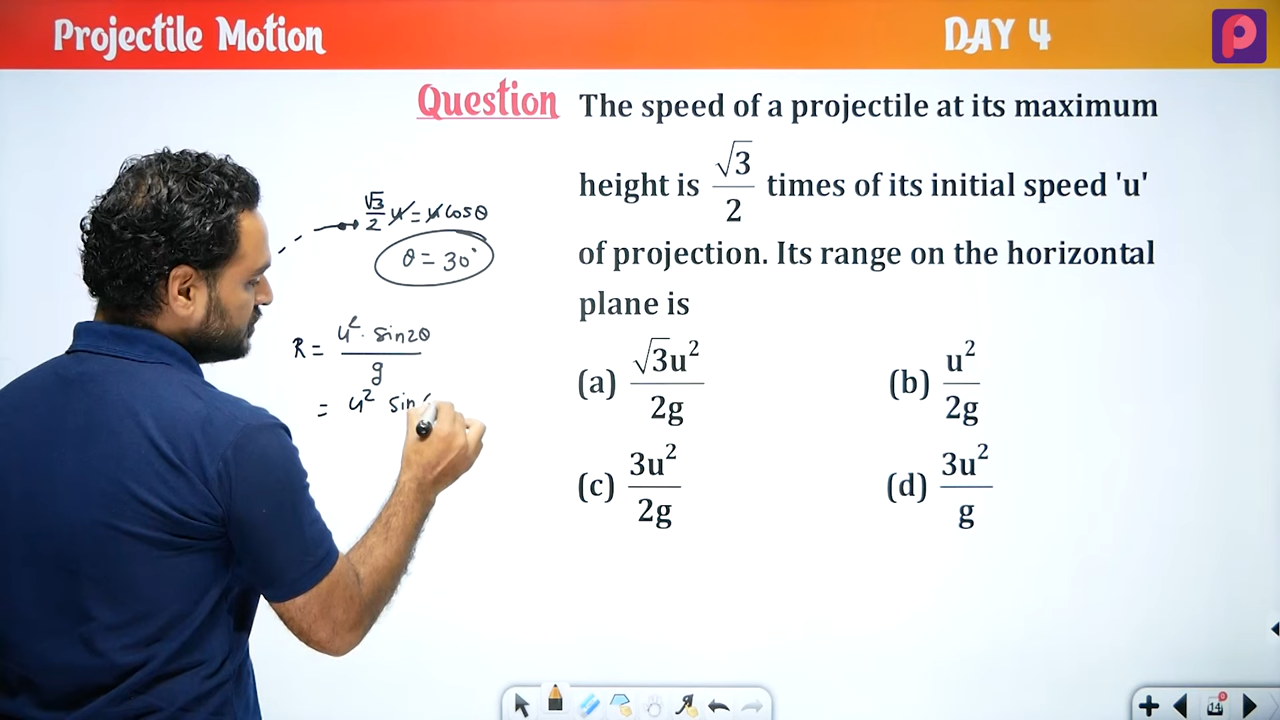 Projectile Motion
DAY 4
Question The speed of a projectile at its maximum
height is √3/2 times of its initial speed 'u'
of projection. Its range on the horizontal
plane is
(a) √3u²/2g
(b) u²/2g
(c) 3u²/2g
(d) 3u²/g
√3/2 u = u cosθ
θ = 30°
R = u² · sin2θ/g
= u² sin
14